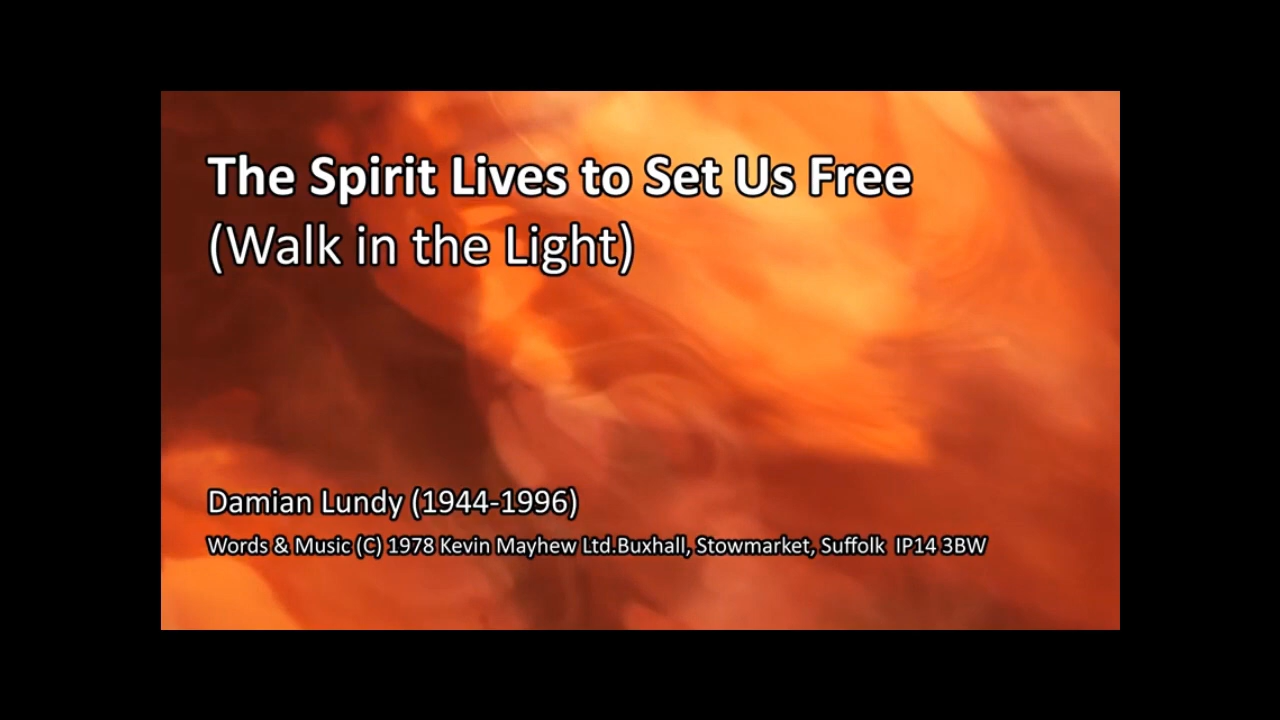 The Spirit Lives to Set Us Free
(Walk in the Light)
Damian Lundy (1944-1996)
Words & Music (C) 1978 Kevin Mayhew Ltd.Buxhall, Stowmarket, Suffolk  IP14 3BW